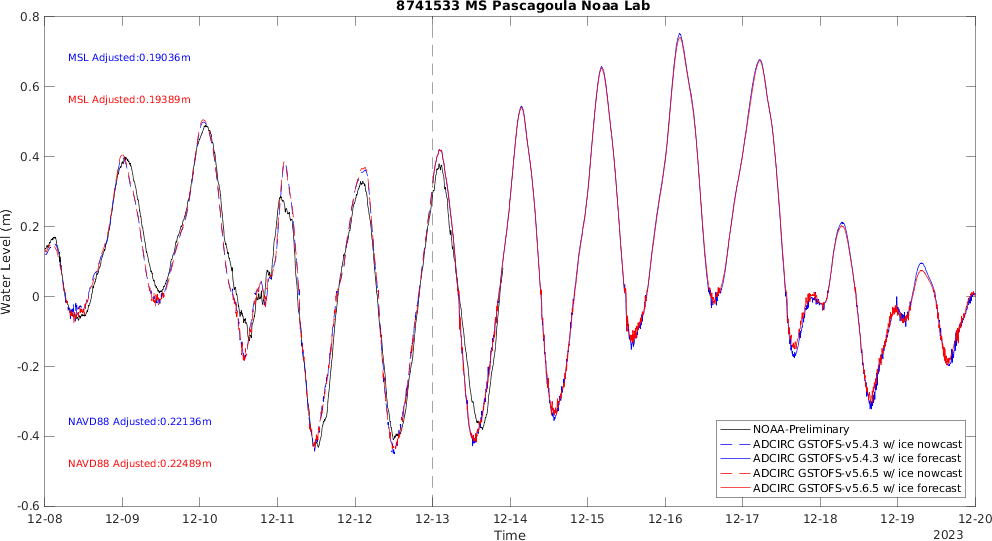 8741533 MS Pascagoula Noaa Lab
0.8
0.6
0.4
0.2
0
-0.2
-0.4
-0.6
Water Level (m)
MSL Adjusted:0.19036m
MSL Adjusted:0.19389m
NAVD88 Adjusted:0.22136m
NAVD88 Adjusted:0.22489m
NOAA-Preliminary
ADCIRC GSTOFS-v5.4.3 w/ ice nowcast
ADCIRC GSTOFS-v5.4.3 w/ ice forecast
ADCIRC GSTOFS-v5.6.5 w/ ice nowcast
ADCIRC GSTOFS-v5.6.5 w/ ice forecast
12-08 12-09 12-10 12-11 12-12 12-13 12-14 12-15 12-16 12-17 12-18 12-19 12-20
Time
2023